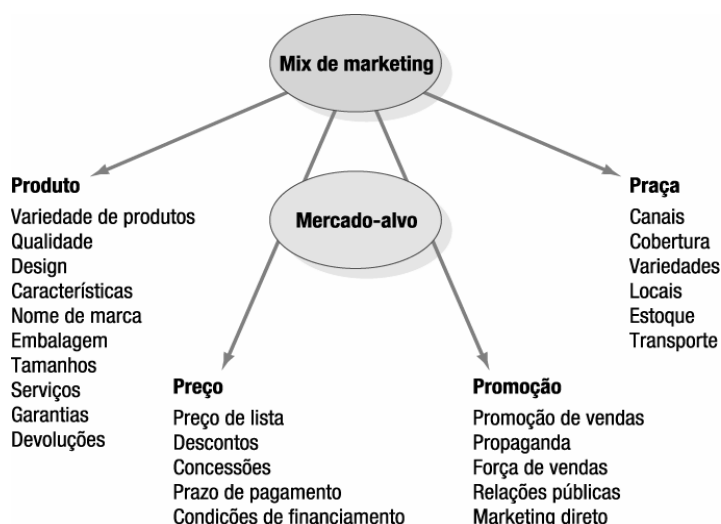 Mix de marketing
Mercado-alvo
Produto
Variedade de produtos
Qualidade
Design
Características
Nome de marca
Embalagem
Tamanhos
Serviços
Garantias
Devoluções
Preço
Preço de lista
Descontos
Concessões
Prazo de pagamento
Condições de financiamento
Promoção
Promoção de vendas
Propaganda
Força de vendas
Relações públicas
Marketing direto
Praça
Canais
Cobertura
Variedades
Locais
Estoque
Transporte